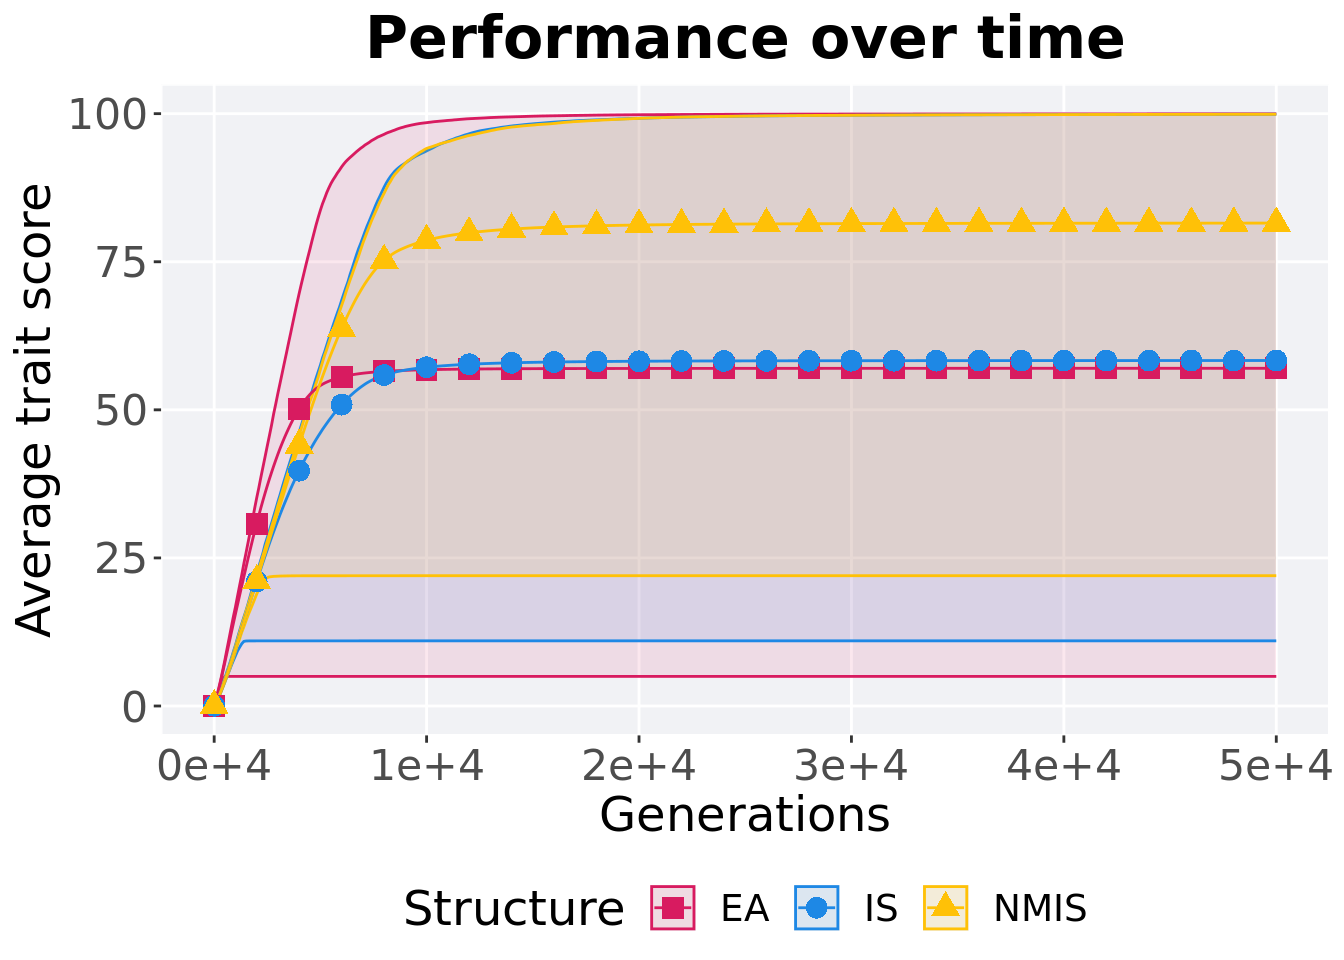 Performance over time
Average trait score
100
75
50
25
0
0e+4 1e+4 2e+4 3e+4 4e+4 5e+4
Generations
Structure EA IS NMIS